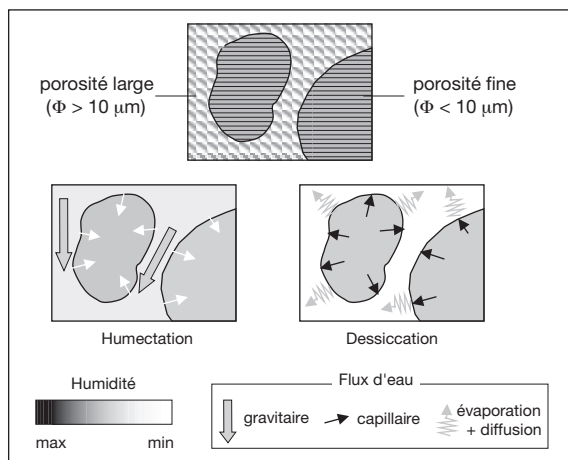 porosité large
(Φ > 10 μm)
porosité fine
(Φ < 10 μm)
Humectation
Dessiccation
Humidité
max
min
Flux d'eau
gravitaire
capillaire
évaporation
+ diffusion